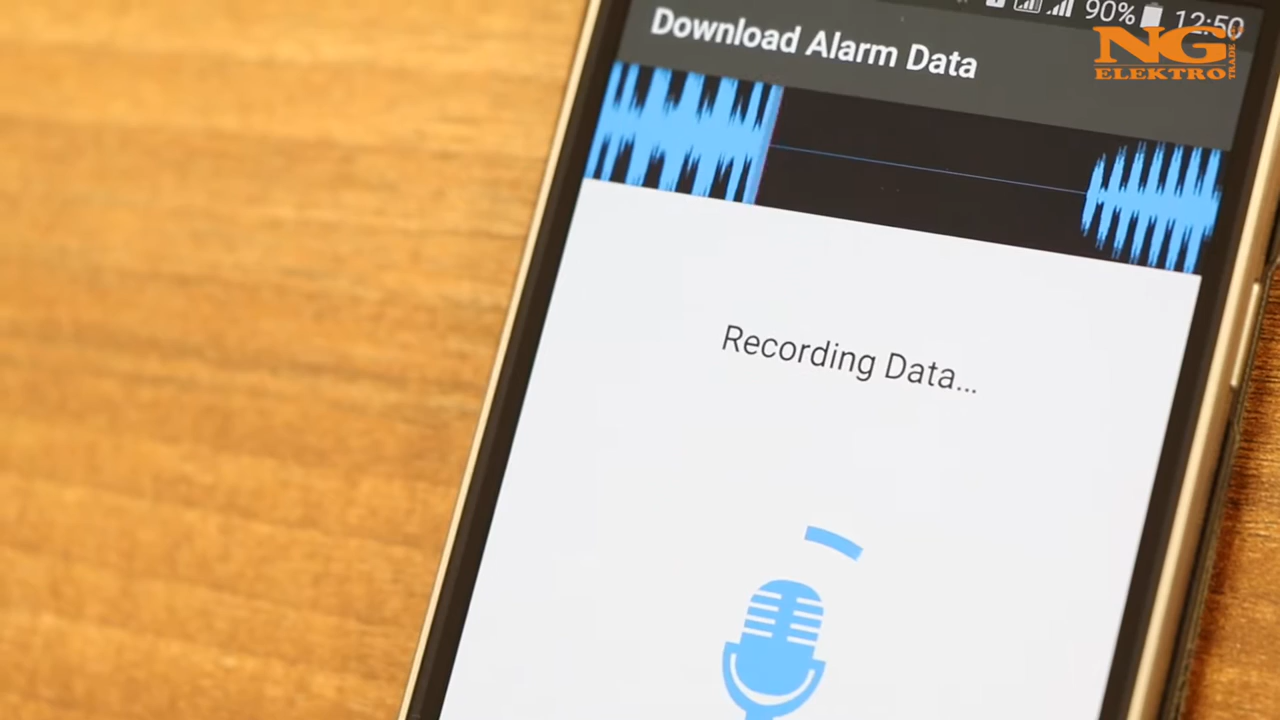 90% 12:50
Download Alarm Data
NG
ELEKTRO
TRADE
Recording Data...